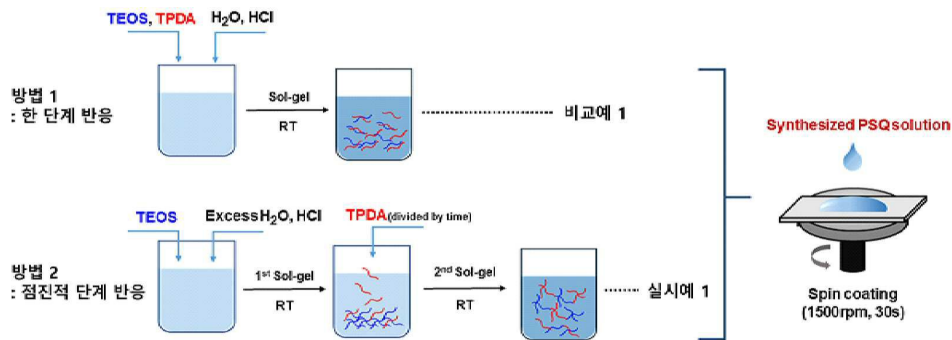 TEOS, TPDA H₂O, HCl
방법 1
: 한 단계 반응
Sol-gel
RT
비교예 1
TEOS Excess H₂O, HCl TPDA(divided by time)
방법 2
: 점진적 단계 반응
1st Sol-gel
RT
2nd Sol-gel
RT
실시예 1
Synthesized PSQ solution
Spin coating
(1500rpm, 30s)